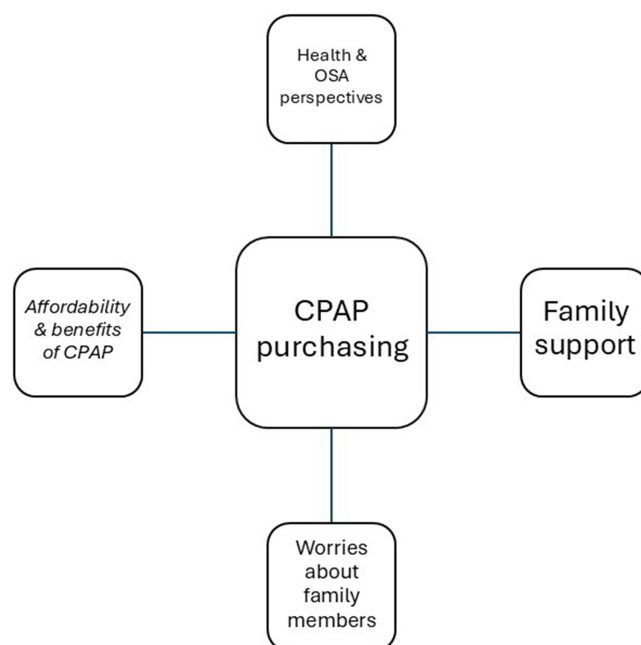 Health &
OSA
perspectives
Affordability
& benefits
of CPAP
CPAP
purchasing
Family
support
Worries
about
family
members